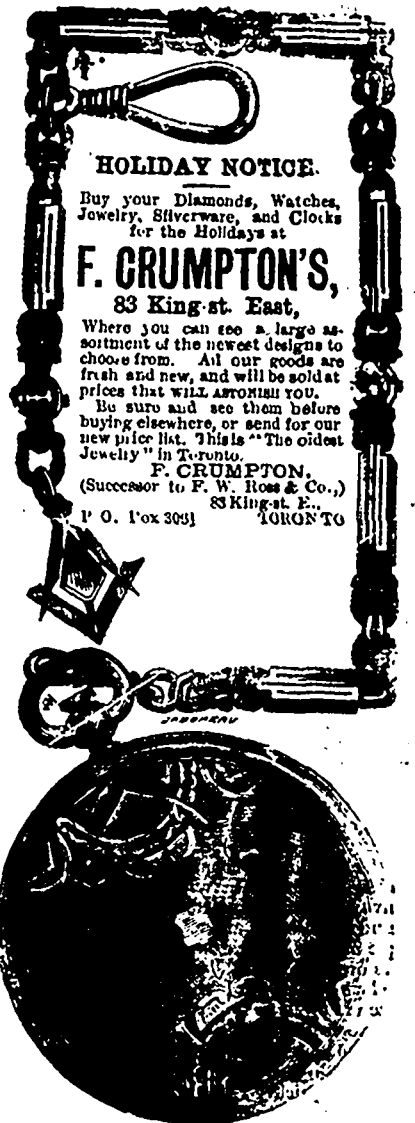 HOLIDAY NOTICE.
Buy your Diamonds, Watches,
Jewelry, Silverware, and Clocks
for the Holidays at
F. CRUMPTON'S,
83 King-st. East,
Where you can see a large as-
sortment of the newest designs to
choose from. All our goods are
fresh and new, and will be sold at
prices that WILL ASTONISH YOU.
Be sure and see them before
buying elsewhere, or send for our
new price list. This is "The oldest
Jewelry" in Toronto.
F. CRUMPTON,
(Successor to F. W. Ross & Co.,)
83 King-st. E.,
P O. Box TORONTO